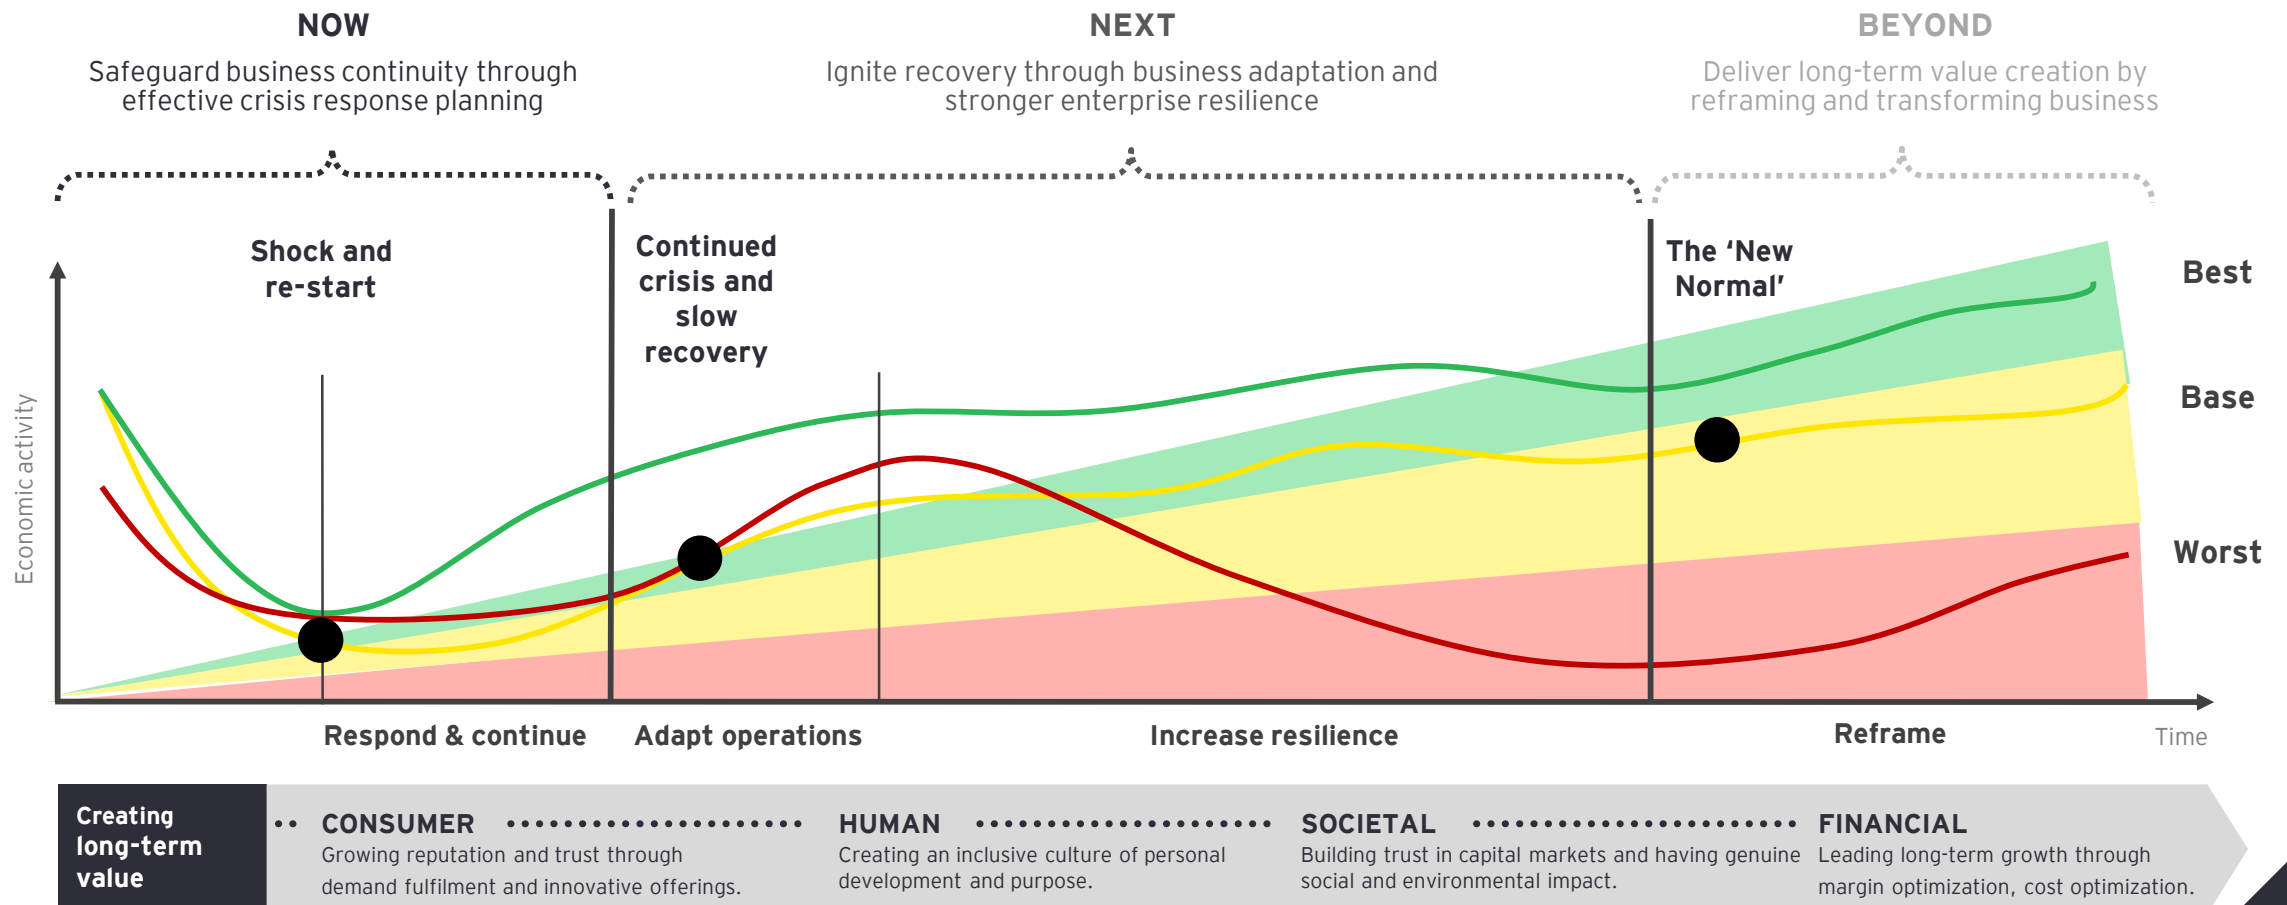 NOW
Safeguard business continuity through
effective crisis response planning
NEXT
Ignite recovery through business adaptation and
stronger enterprise resilience
BEYOND
Deliver long-term value creation by
reframing and transforming business
Shock and
re-start
Continued
crisis and
slow
recovery
The ‘New
Normal’
Best
Base
Worst
Economic activity
Respond & continue
Adapt operations
Increase resilience
Reframe
Time
Creating
long-term
value
CONSUMER
Growing reputation and trust through
demand fulfilment and innovative offerings.
HUMAN
Creating an inclusive culture of personal
development and purpose.
SOCIETAL
Building trust in capital markets and having genuine
social and environmental impact.
FINANCIAL
Leading long-term growth through
margin optimization, cost optimization.